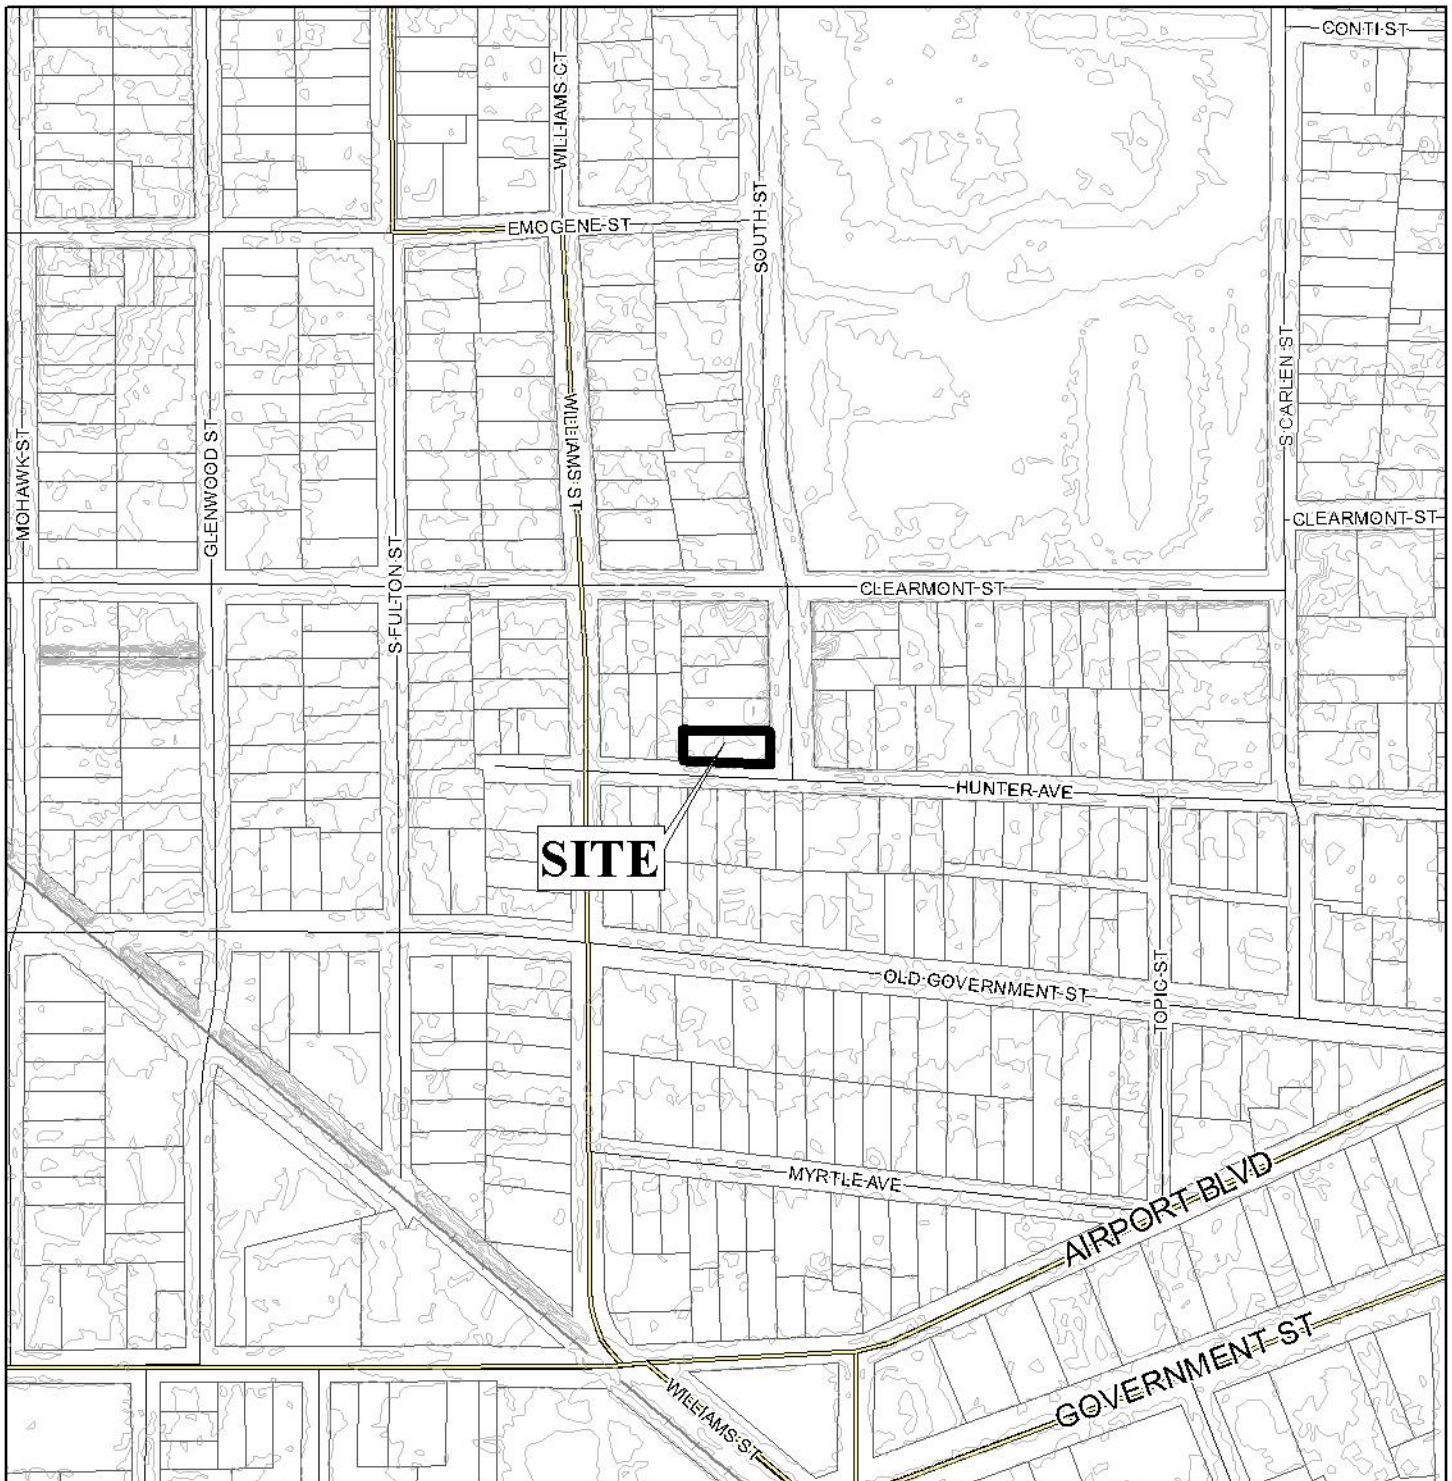 CONTI ST
WILLIAMS CT
SOUTH ST
EMOGENE ST
S CARLEN ST
WILLIAMS ST
MOHAWK ST
GLENWOOD ST
CLEARMONT ST
S FULTON ST
CLEARMONT ST
HUNTER AVE
SITE
OLD GOVERNMENT ST
TOPIC ST
MYRTLE AVE
AIRPORT BLVD
GOVERNMENT ST
WILLIAMS ST